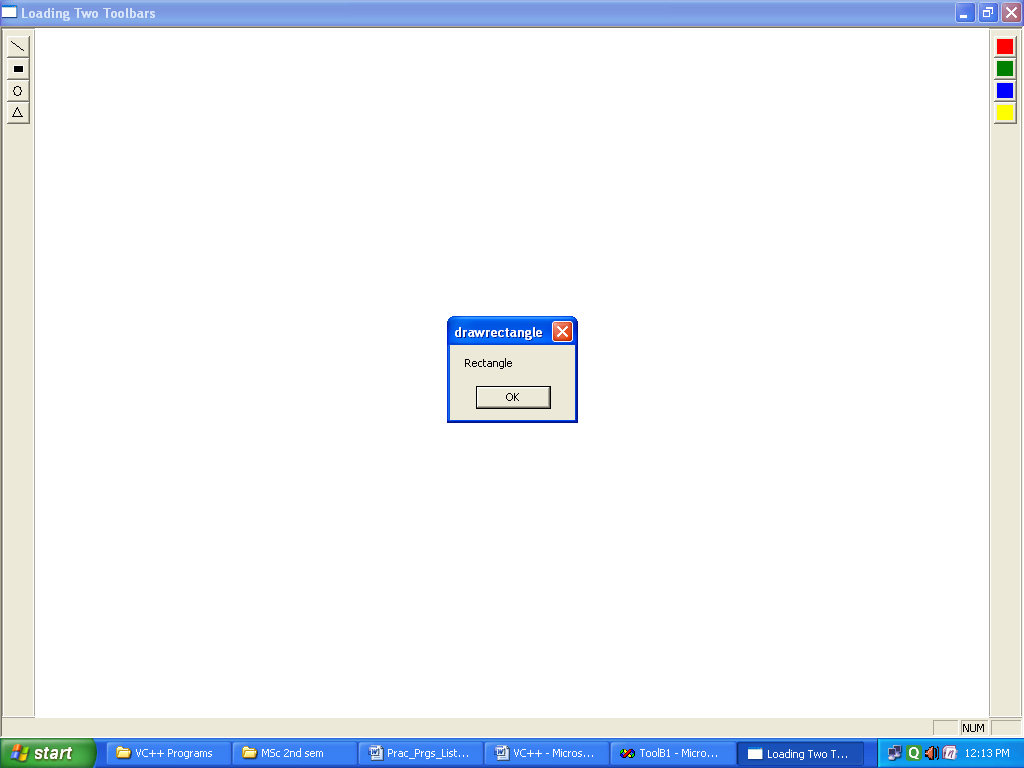 Loading Two Toolbars
drawrectangle
Rectangle
OK
NUM
start
VC++ Programs
MSc 2nd sem
Prac_Prgs_List...
VC++ - Micros...
ToolB1 - Micro...
Loading Two T...
12:13 PM